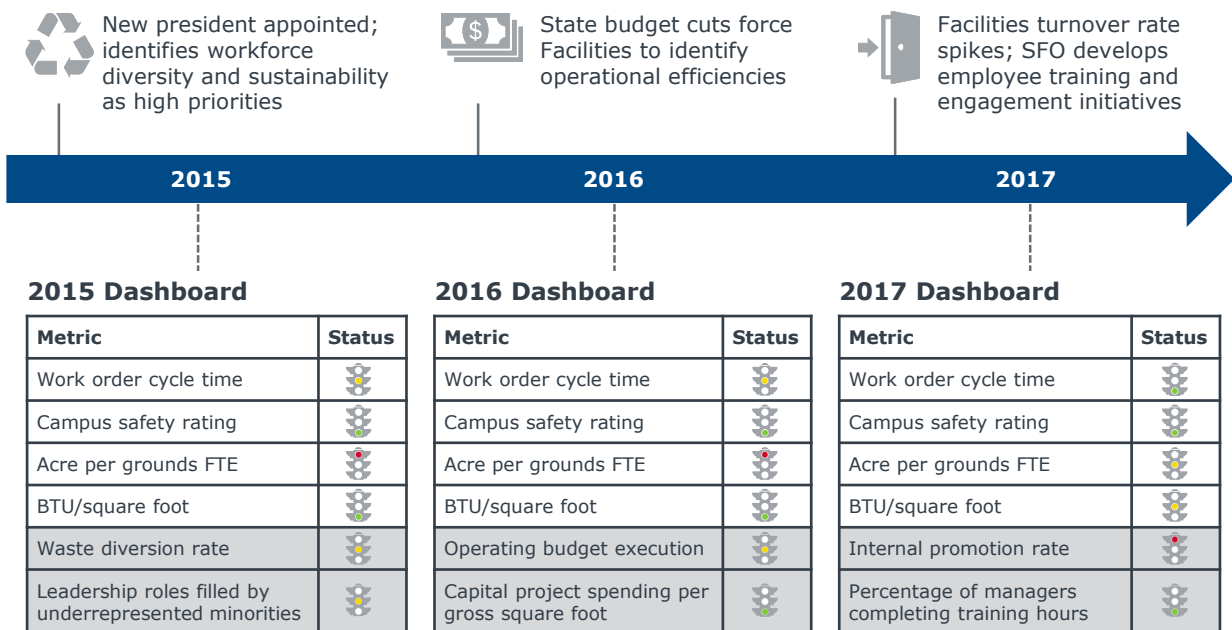 New president appointed;
identifies workforce
diversity and sustainability
as high priorities
$
State budget cuts force
Facilities to identify
operational efficiencies
Facilities turnover rate
spikes; SFO develops
employee training and
engagement initiatives
2015
2016
2017
2015 Dashboard
Metric Status
Work order cycle time
Campus safety rating
Acre per grounds FTE
BTU/square foot
Waste diversion rate
Leadership roles filled by
underrepresented minorities
2016 Dashboard
Metric Status
Work order cycle time
Campus safety rating
Acre per grounds FTE
BTU/square foot
Operating budget execution
Capital project spending per
gross square foot
2017 Dashboard
Metric Status
Work order cycle time
Campus safety rating
Acre per grounds FTE
BTU/square foot
Internal promotion rate
Percentage of managers
completing training hours